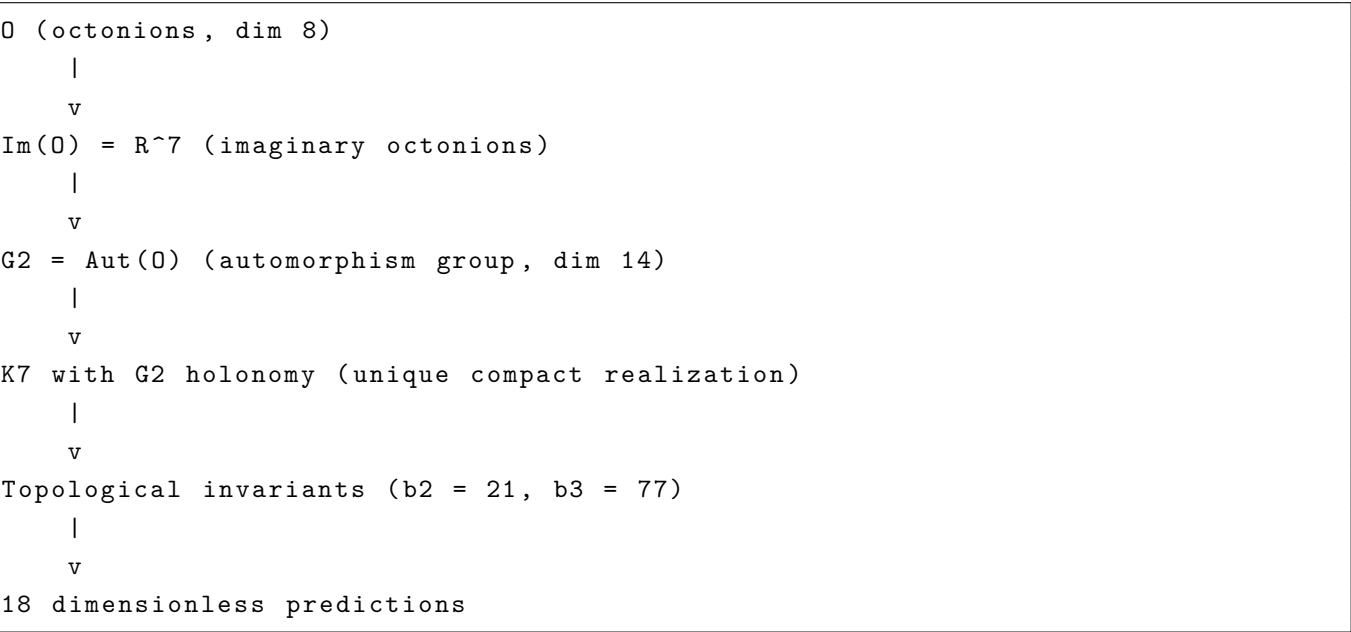 O (octonions, dim 8)
|
v
Im(O) = R^7 (imaginary octonions)
|
v
G2 = Aut(O) (automorphism group, dim 14)
|
v
K7 with G2 holonomy (unique compact realization)
|
v
Topological invariants (b2 = 21, b3 = 77)
|
v
18 dimensionless predictions